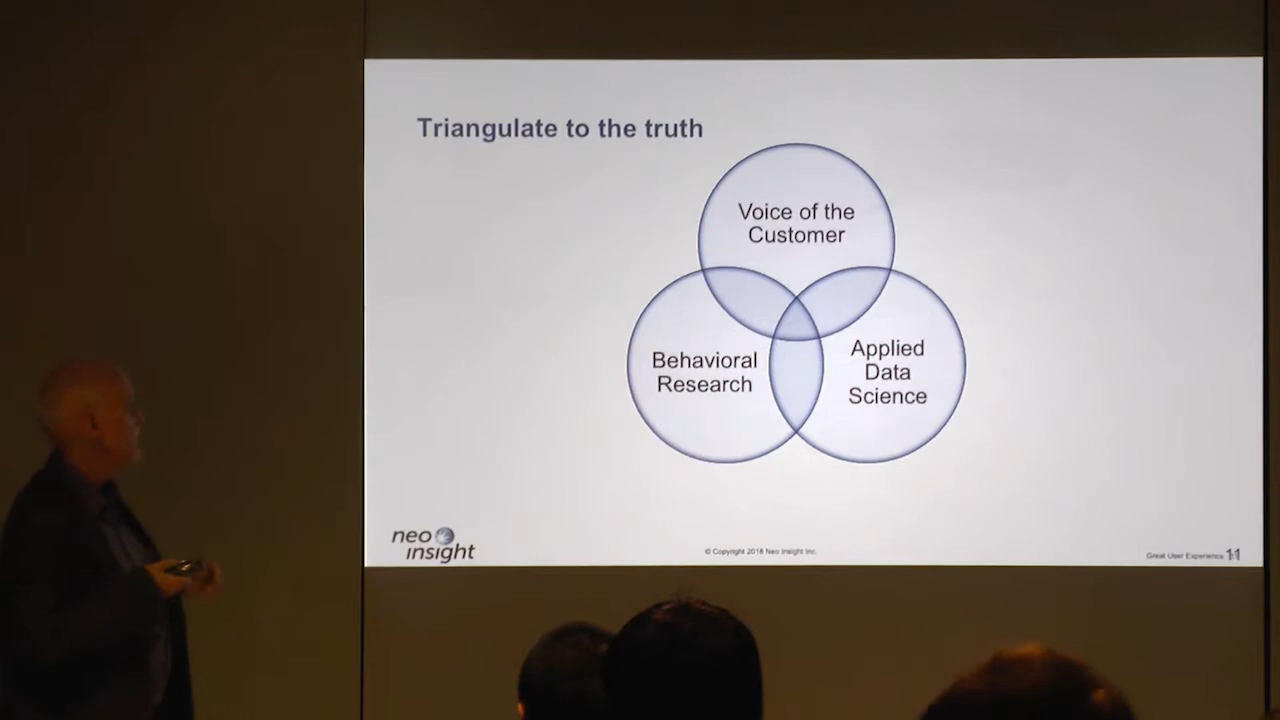 Triangulate to the truth
Voice of the
Customer
Behavioral
Research
Applied
Data
Science
neo
insight
© Copyright 2018 Neo Insight Inc.
Great User Experience 11